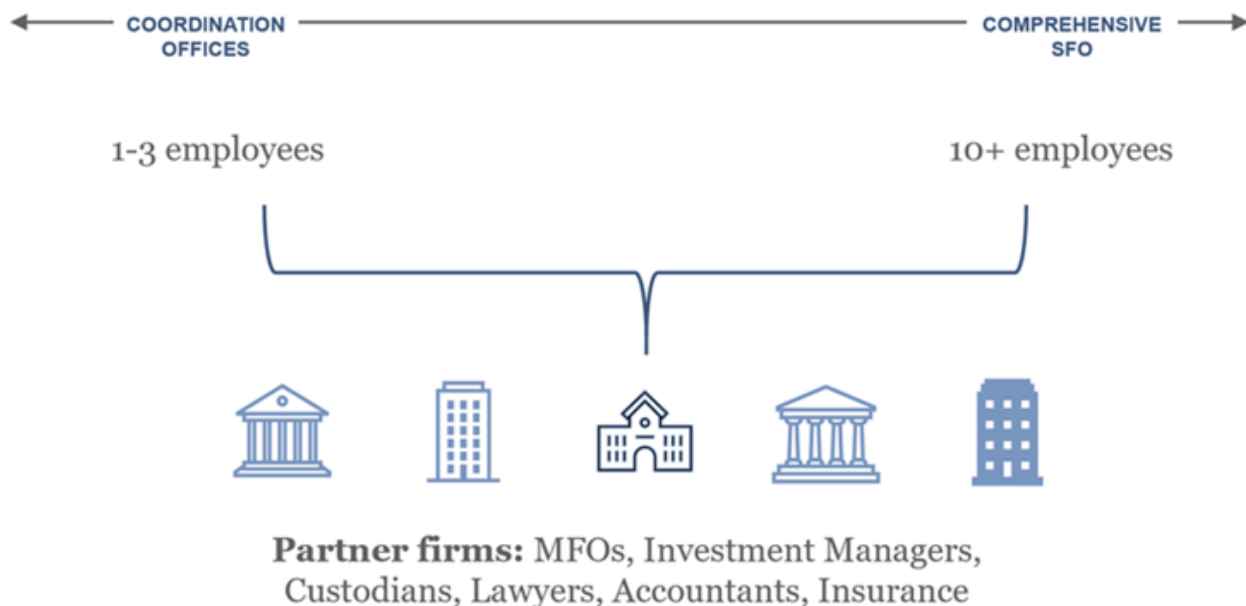 COORDINATION
OFFICES
COMPREHENSIVE
SFO
1-3 employees
10+ employees
Partner firms: MFOs, Investment Managers,
Custodians, Lawyers, Accountants, Insurance